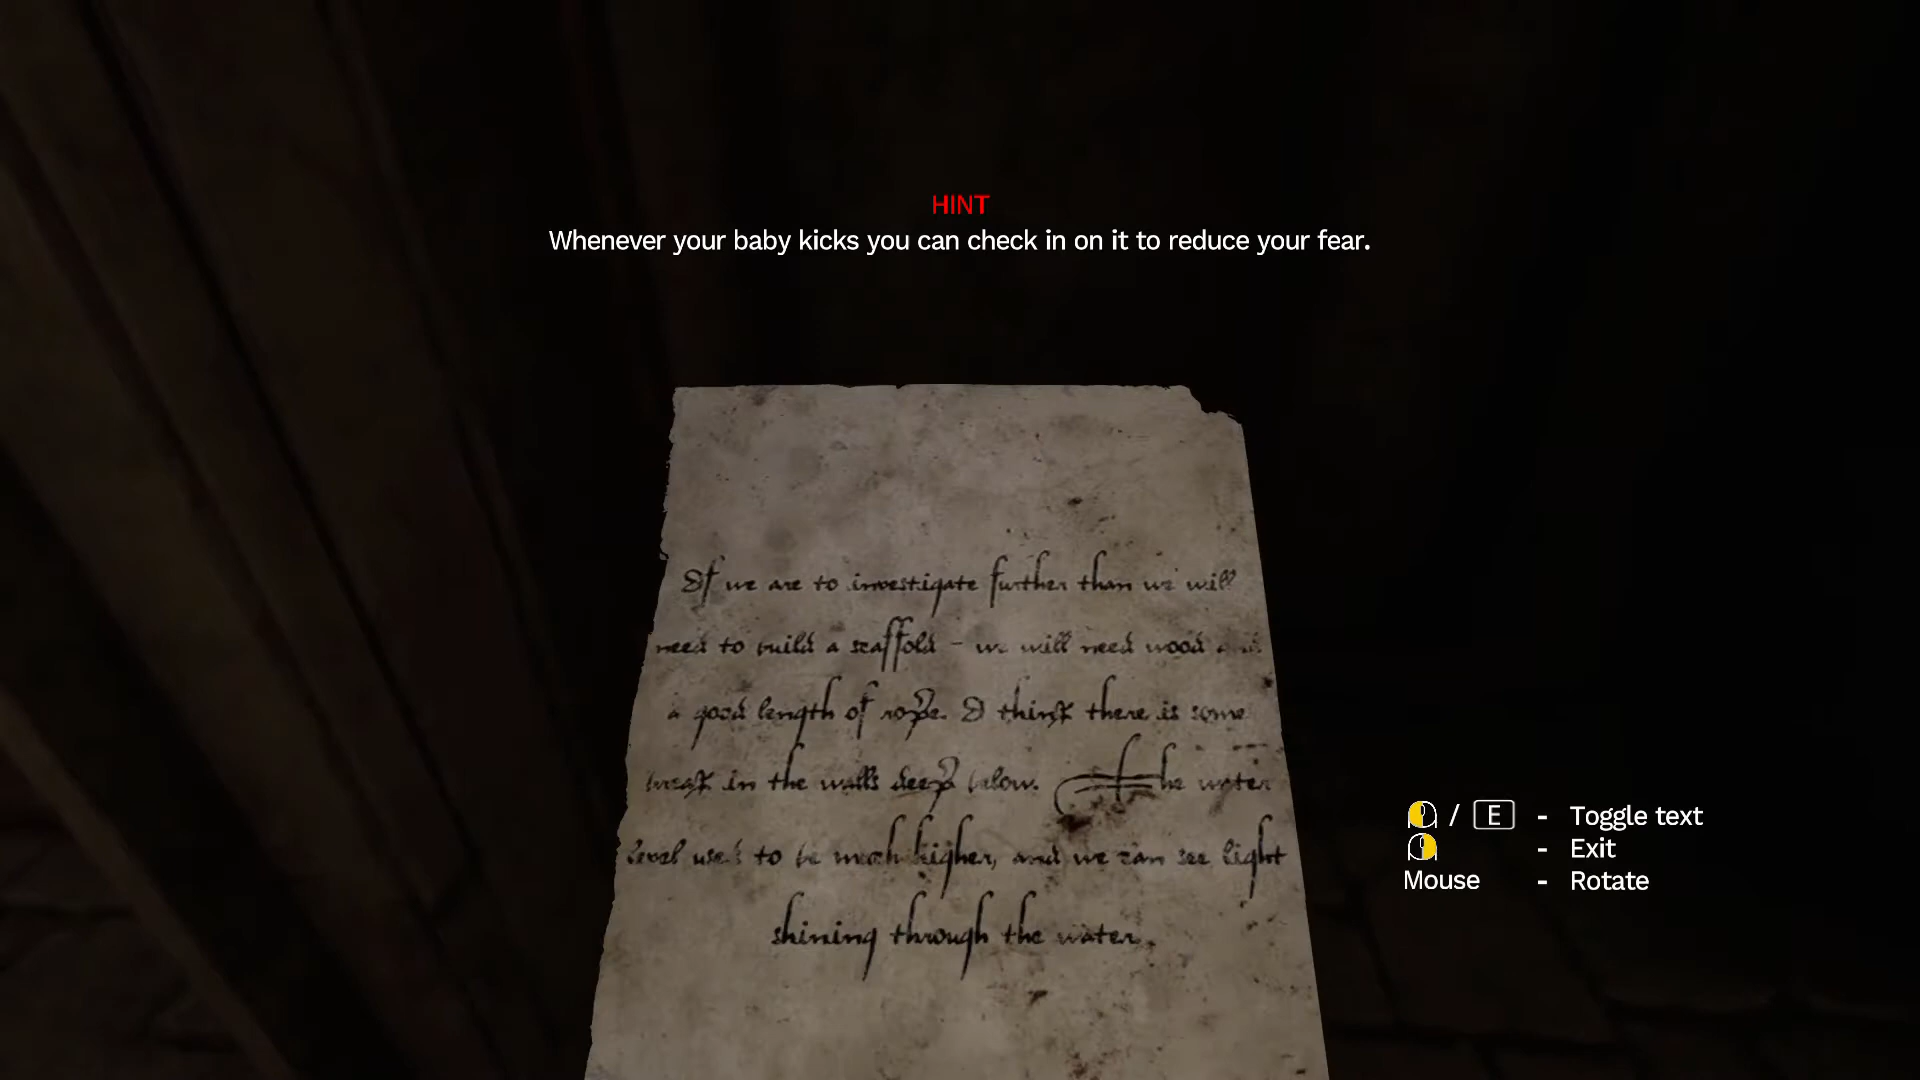 HINT
Whenever your baby kicks you can check in on it to reduce your fear.
If we are to investigate further than we will
need to build a scaffold - we will need wood and
a good length of rope. I think there is some
break in the walls deep below. The water
level used to be much higher, and we can see light
shining through the water.
/ E - Toggle text
- Exit
Mouse - Rotate